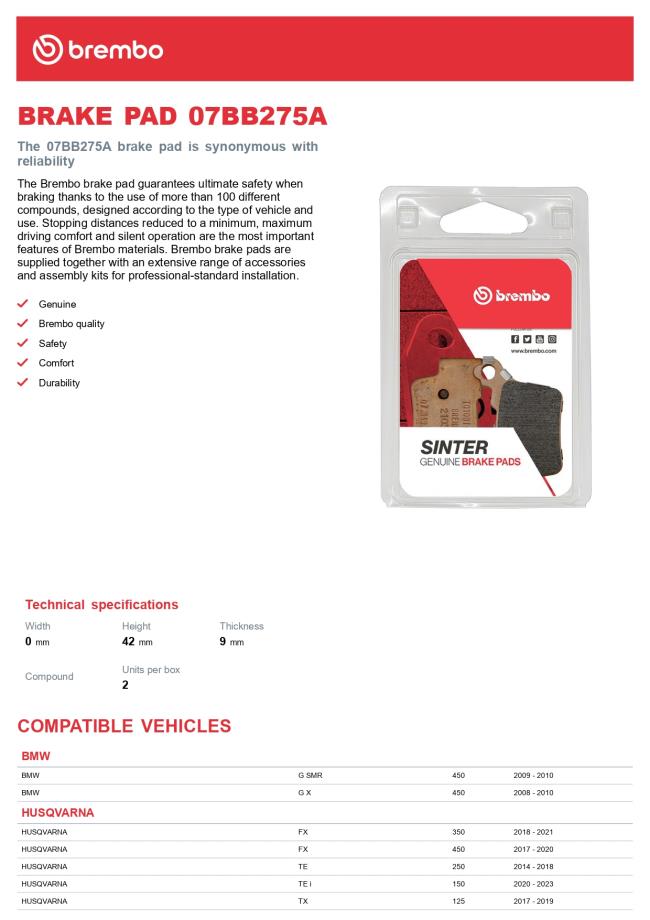 brembo
BRAKE PAD 07BB275A
The 07BB275A brake pad is synonymous with
reliability
The Brembo brake pad guarantees ultimate safety when
braking thanks to the use of more than 100 different
compounds, designed according to the type of vehicle and
use. Stopping distances reduced to a minimum, maximum
driving comfort and silent operation are the most important
features of Brembo materials. Brembo brake pads are
supplied together with an extensive range of accessories
and assembly kits for professional-standard installation.
Genuine
Brembo quality
Safety
Comfort
Durability
brembo
www.brembo.com
SINTER
GENUINE BRAKE PADS
Technical specifications
Width Height Thickness
0 mm 42 mm 9 mm
Compound Units per box
2
COMPATIBLE VEHICLES
BMW
BMW G SMR 450 2009 - 2010
BMW G X 450 2008 - 2010
HUSQVARNA
HUSQVARNA FX 350 2018 - 2021
HUSQVARNA FX 450 2017 - 2020
HUSQVARNA TE 250 2014 - 2018
HUSQVARNA TE i 150 2020 - 2023
HUSQVARNA TX 125 2017 - 2019